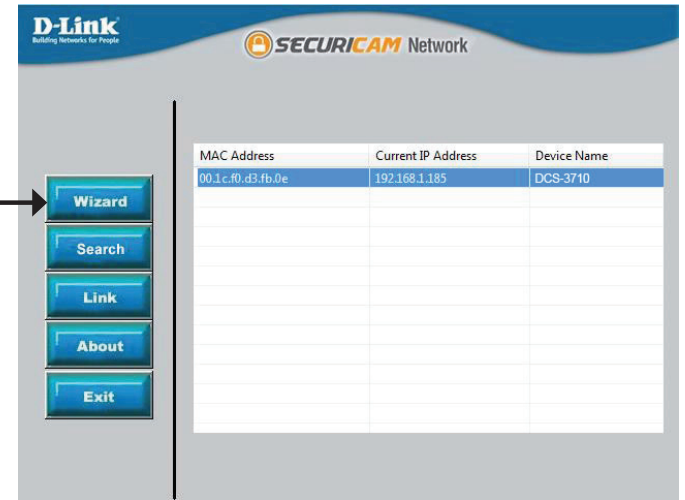 D-Link
Building Networks for People
SECURICAM Network
MAC Address Current IP Address Device Name
00.1c.f0.d3.fb.0e 192.168.1.185 DCS-3710
Wizard
Search
Link
About
Exit